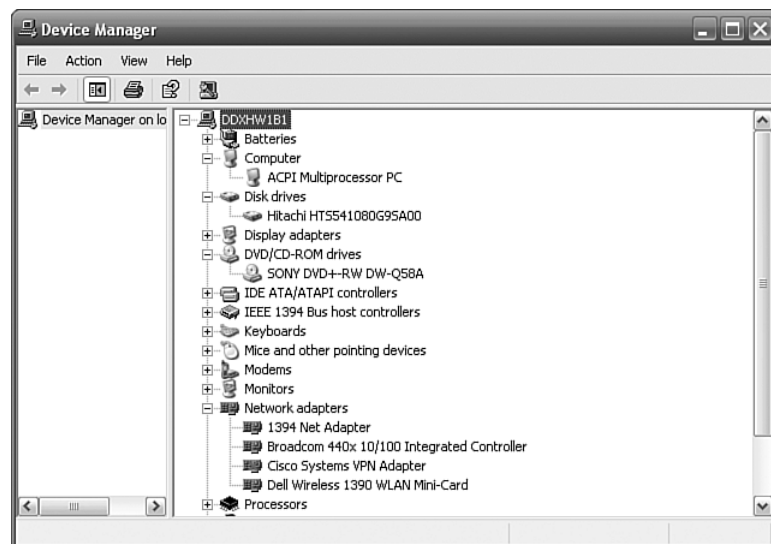 Device Manager
File Action View Help
Device Manager on lo
DDXHW1B1
Batteries
Computer
ACPI Multiprocessor PC
Disk drives
Hitachi HTS541080G9SA00
Display adapters
DVD/CD-ROM drives
SONY DVD+-RW DW-Q58A
IDE ATA/ATAPI controllers
IEEE 1394 Bus host controllers
Keyboards
Mice and other pointing devices
Modems
Monitors
Network adapters
1394 Net Adapter
Broadcom 440x 10/100 Integrated Controller
Cisco Systems VPN Adapter
Dell Wireless 1390 WLAN Mini-Card
Processors